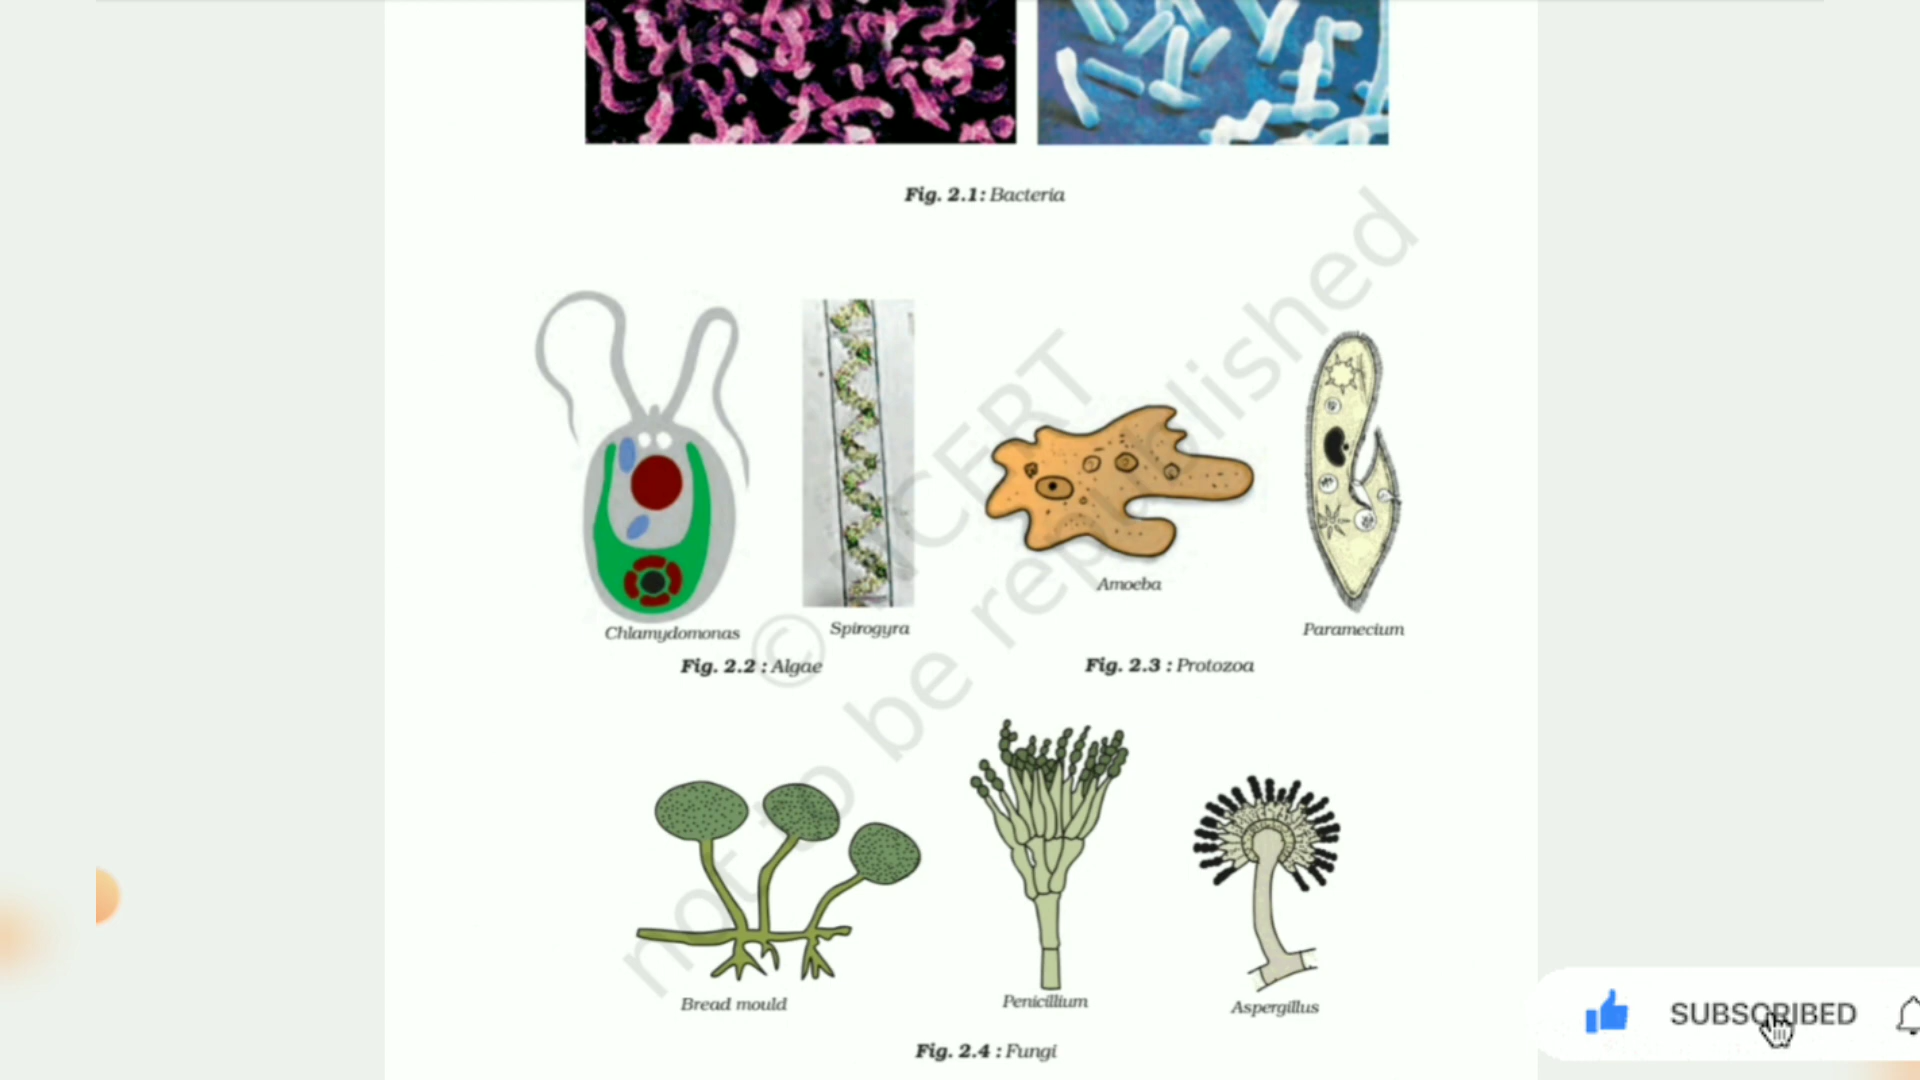 Fig. 2.1: Bacteria
© NCERT
not to be republished
Amoeba
Chlamydomonas
Spirogyra
Paramecium
Fig. 2.2 : Algae
Fig. 2.3 : Protozoa
Bread mould
Penicillium
Aspergillus
Fig. 2.4 : Fungi
SUBSCRIBED